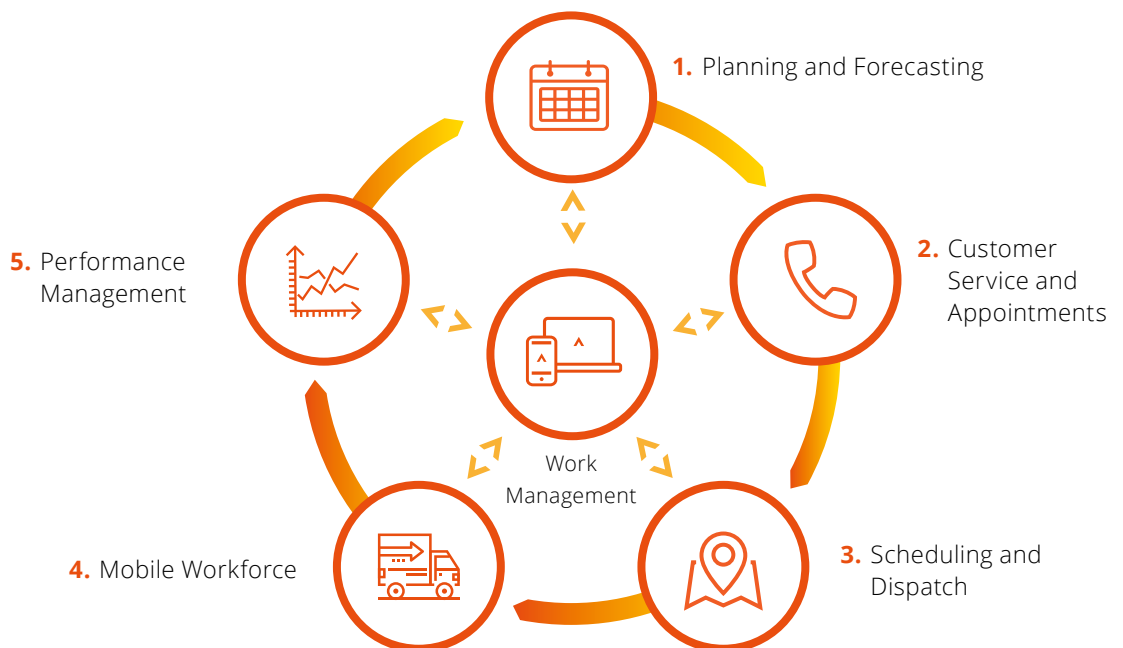 1. Planning and Forecasting
2. Customer
Service and
Appointments
3. Scheduling and
Dispatch
4. Mobile Workforce
5. Performance
Management
Work
Management